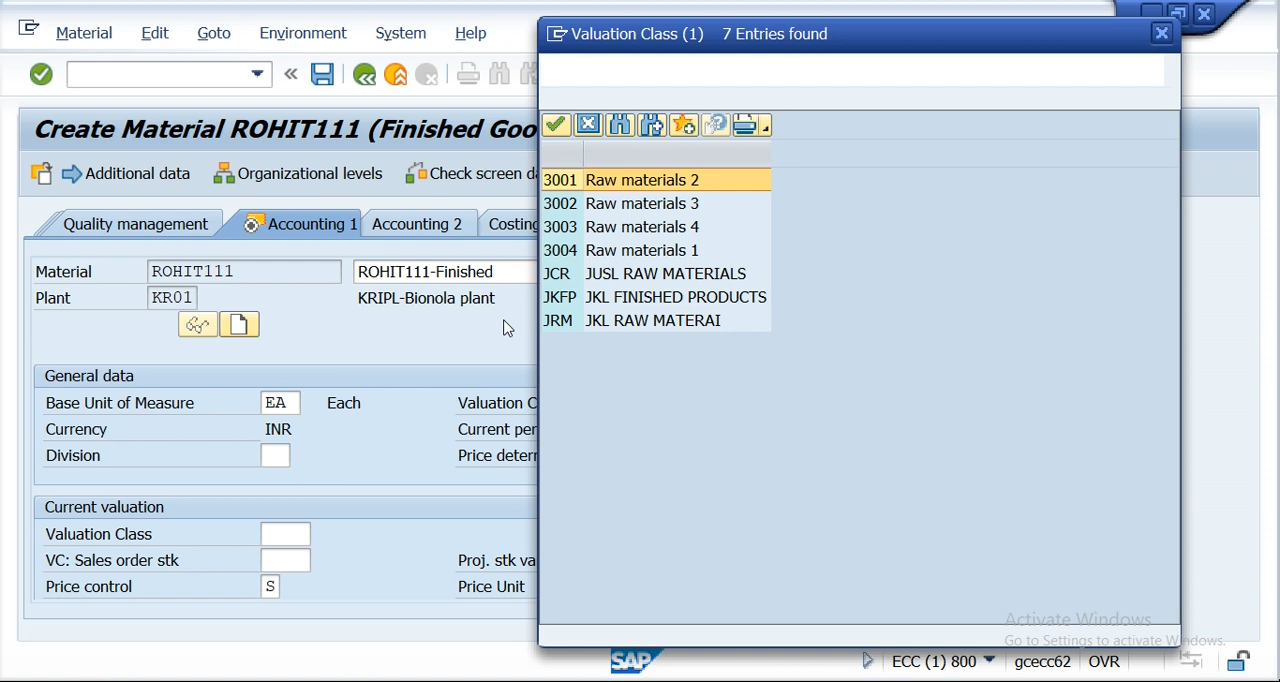 Material Edit Goto Environment System Help
Create Material ROHIT111 (Finished Goo
Additional data Organizational levels Check screen da
Quality management Accounting 1 Accounting 2 Costing
Material ROHIT111 ROHIT111-Finished
Plant KR01 KRIPL-Bionola plant
General data
Base Unit of Measure EA Each Valuation C
Currency INR Current per
Division Price deter
Current valuation
Valuation Class
VC: Sales order stk Proj. stk va
Price control S Price Unit
Valuation Class (1) 7 Entries found
3001 Raw materials 2
3002 Raw materials 3
3003 Raw materials 4
3004 Raw materials 1
JCR JUSL RAW MATERIALS
JKFP JKL FINISHED PRODUCTS
JRM JKL RAW MATERAI
Activate Windows
Go to Settings to activate Windows.
SAP ECC (1) 800 gcecc62 OVR